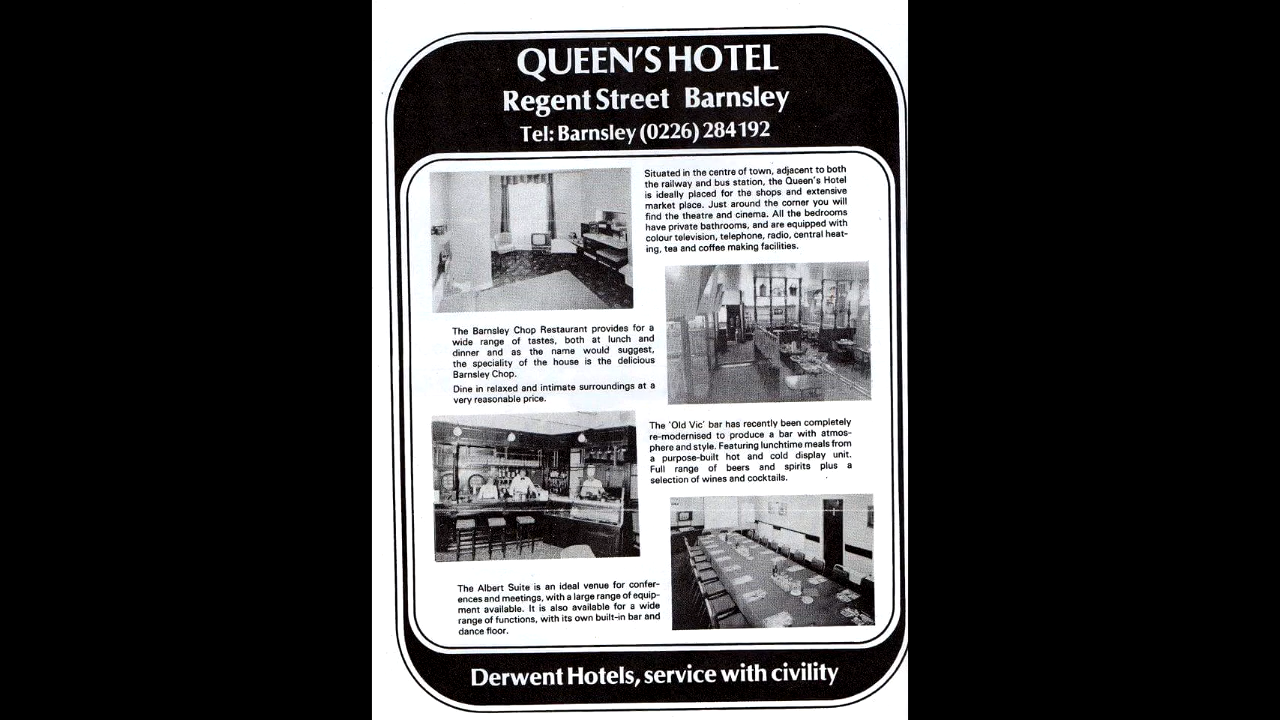 QUEEN'S HOTEL
Regent Street Barnsley
Tel: Barnsley (0226) 284192
Situated in the centre of town, adjacent to both
the railway and bus station, the Queen's Hotel
is ideally placed for the shops and extensive
market place. Just around the corner you will
find the theatre and cinema. All the bedrooms
have private bathrooms, and are equipped with
colour television, telephone, radio, central heat-
ing, tea and coffee making facilities.
The Barnsley Chop Restaurant provides for a
wide range of tastes, both at lunch and
dinner and as the name would suggest,
the speciality of the house is the delicious
Barnsley Chop.
Dine in relaxed and intimate surroundings at a
very reasonable price.
The 'Old Vic' bar has recently been completely
re-modernised to produce a bar with atmos-
phere and style. Featuring lunchtime meals from
a purpose-built hot and cold display unit.
Full range of beers and spirits plus a
selection of wines and cocktails.
The Albert Suite is an ideal venue for confer-
ences and meetings, with a large range of equip-
ment available. It is also available for a wide
range of functions, with its own built-in bar and
dance floor.
Derwent Hotels, service with civility